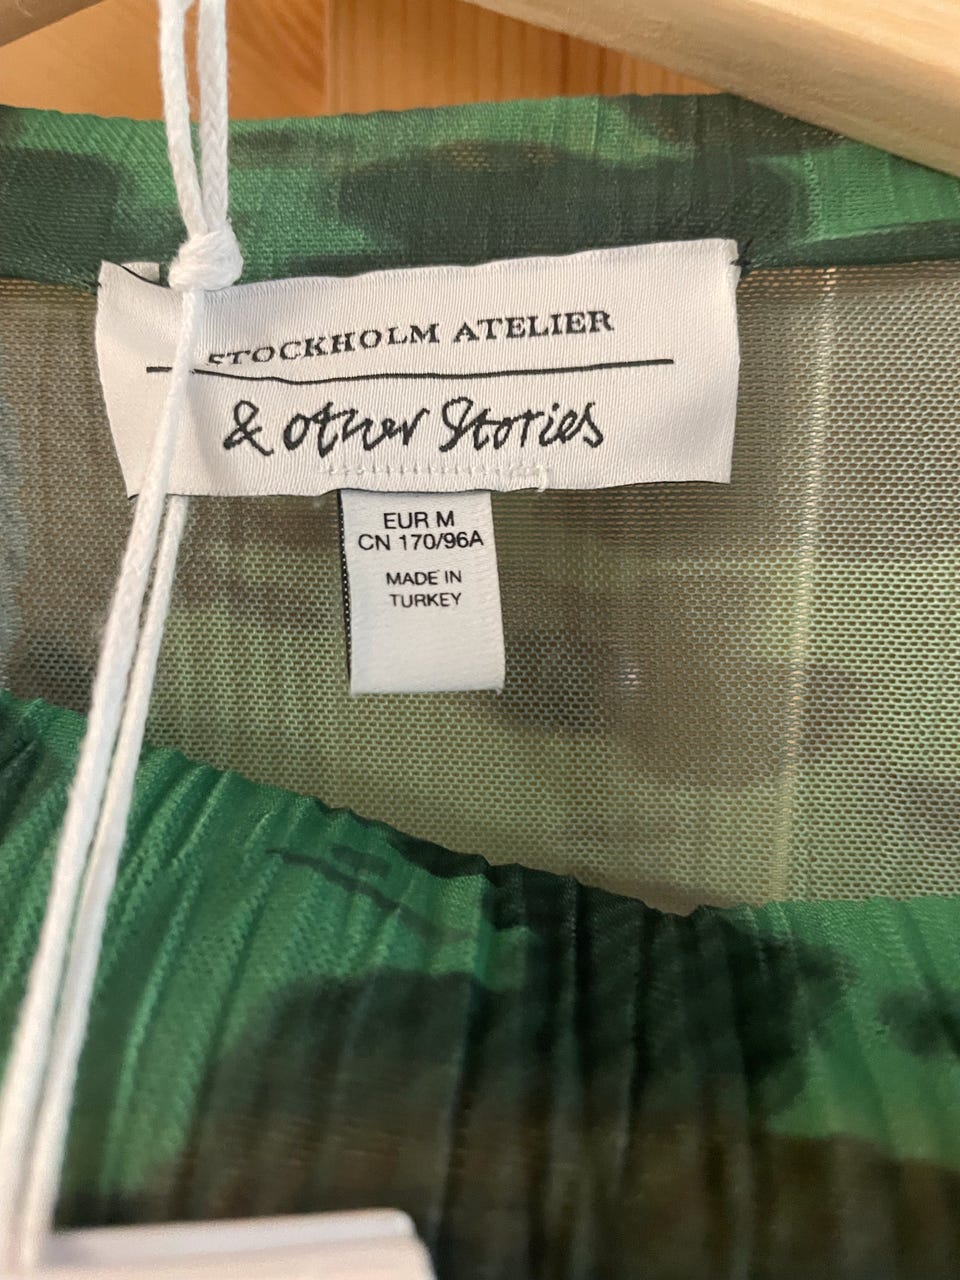 STOCKHOLM ATELIER
& other Stories
EUR M
CN 170/96A
MADE IN
TURKEY